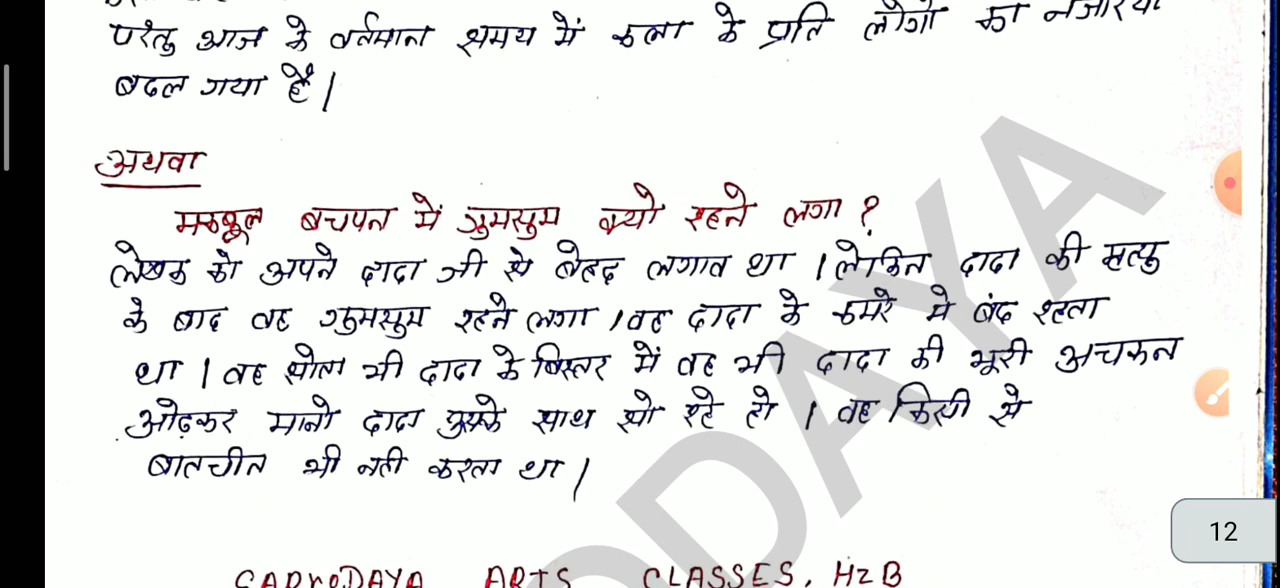 परंतु आज के वर्तमान समय में कला के प्रति लोगो का नजरिया
बदल गया है।
अथवा
मकबूल बचपन में गुमसुम क्यो रहने लगा ?
लेखक को अपने दादा जी से बेहद लगाव था । लेकिन दादा की मृत्यु
के बाद वह गुमसुम रहने लगा । वह दादा के कमरे मे बंद रहता
था । वह सोता भी दादा के बिस्तर में वह भी दादा की भूरी अचकन
ओढ़कर मानो दादा उसके साथ सो रहे हो । वह किसी से
बातचीत भी नही करता था ।
12
SARVODAYA ARTS CLASSES, HZB